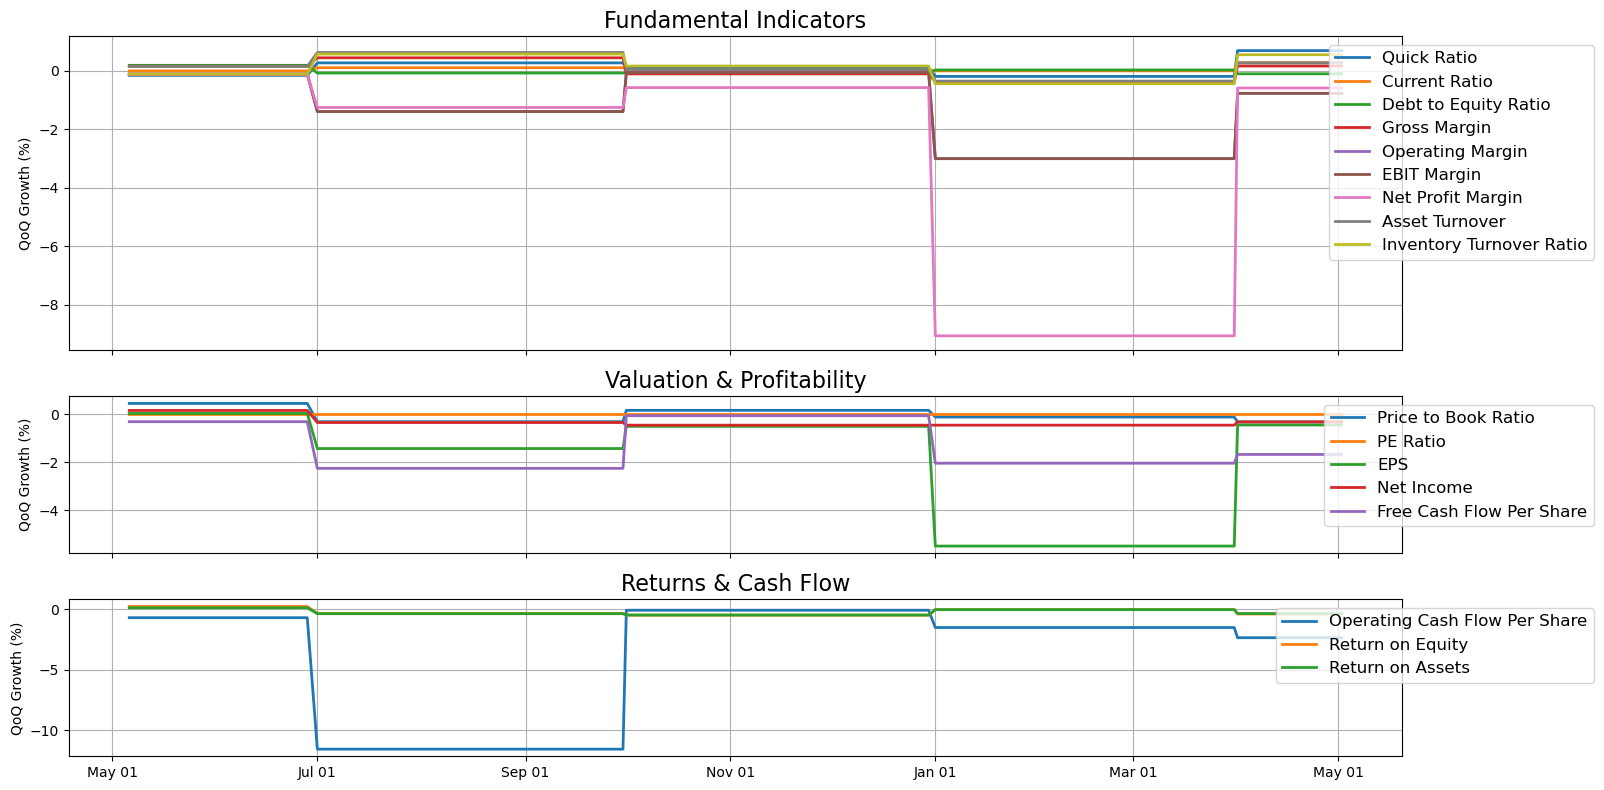 Fundamental Indicators
QoQ Growth (%)
0
−2
−4
−6
−8
Quick Ratio
Current Ratio
Debt to Equity Ratio
Gross Margin
Operating Margin
EBIT Margin
Net Profit Margin
Asset Turnover
Inventory Turnover Ratio
Valuation & Profitability
QoQ Growth (%)
0
−2
−4
Price to Book Ratio
PE Ratio
EPS
Net Income
Free Cash Flow Per Share
Returns & Cash Flow
QoQ Growth (%)
0
−5
−10
Operating Cash Flow Per Share
Return on Equity
Return on Assets
May 01 Jul 01 Sep 01 Nov 01 Jan 01 Mar 01 May 01